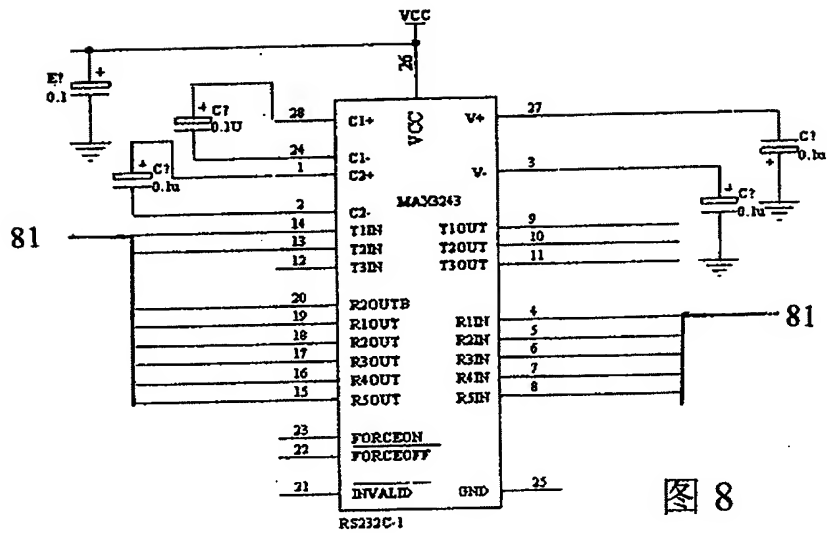 VCC
26
E?
+
0.1
+
C?
0.1U
28
C1+
VCC
V+
27
+
C?
0.1u
24
C1-
1
C2+
+
C?
0.1u
3
V-
MAX3243
+
C?
0.1u
2
C2-
81
14
T1IN
T1OUT
9
13
T2IN
T2OUT
10
12
T3IN
T3OUT
11
20
R2OUTB
19
R1OUT
R1IN
4
81
18
R2OUT
R2IN
5
17
R3OUT
R3IN
6
16
R4OUT
R4IN
7
15
R5OUT
R5IN
8
23
FORCEON
22
FORCEOFF
21
INVALID
GND
25
RS232C-1
图 8